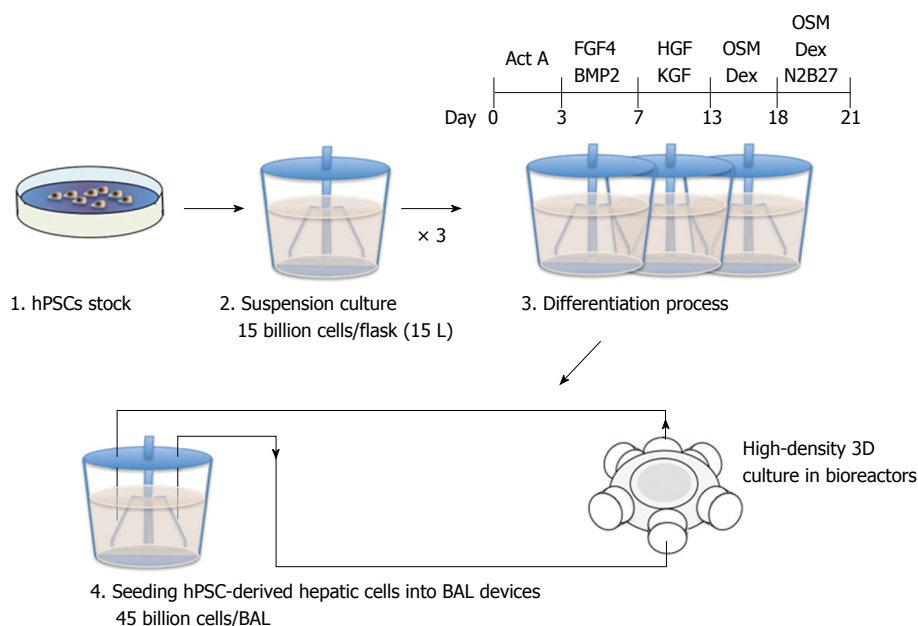 Act A
FGF4
BMP2
HGF
KGF
OSM
Dex
OSM
Dex
N2B27
Day 0 3 7 13 18 21
× 3
1. hPSCs stock
2. Suspension culture
15 billion cells/flask (15 L)
3. Differentiation process
High-density 3D
culture in bioreactors
4. Seeding hPSC-derived hepatic cells into BAL devices
45 billion cells/BAL